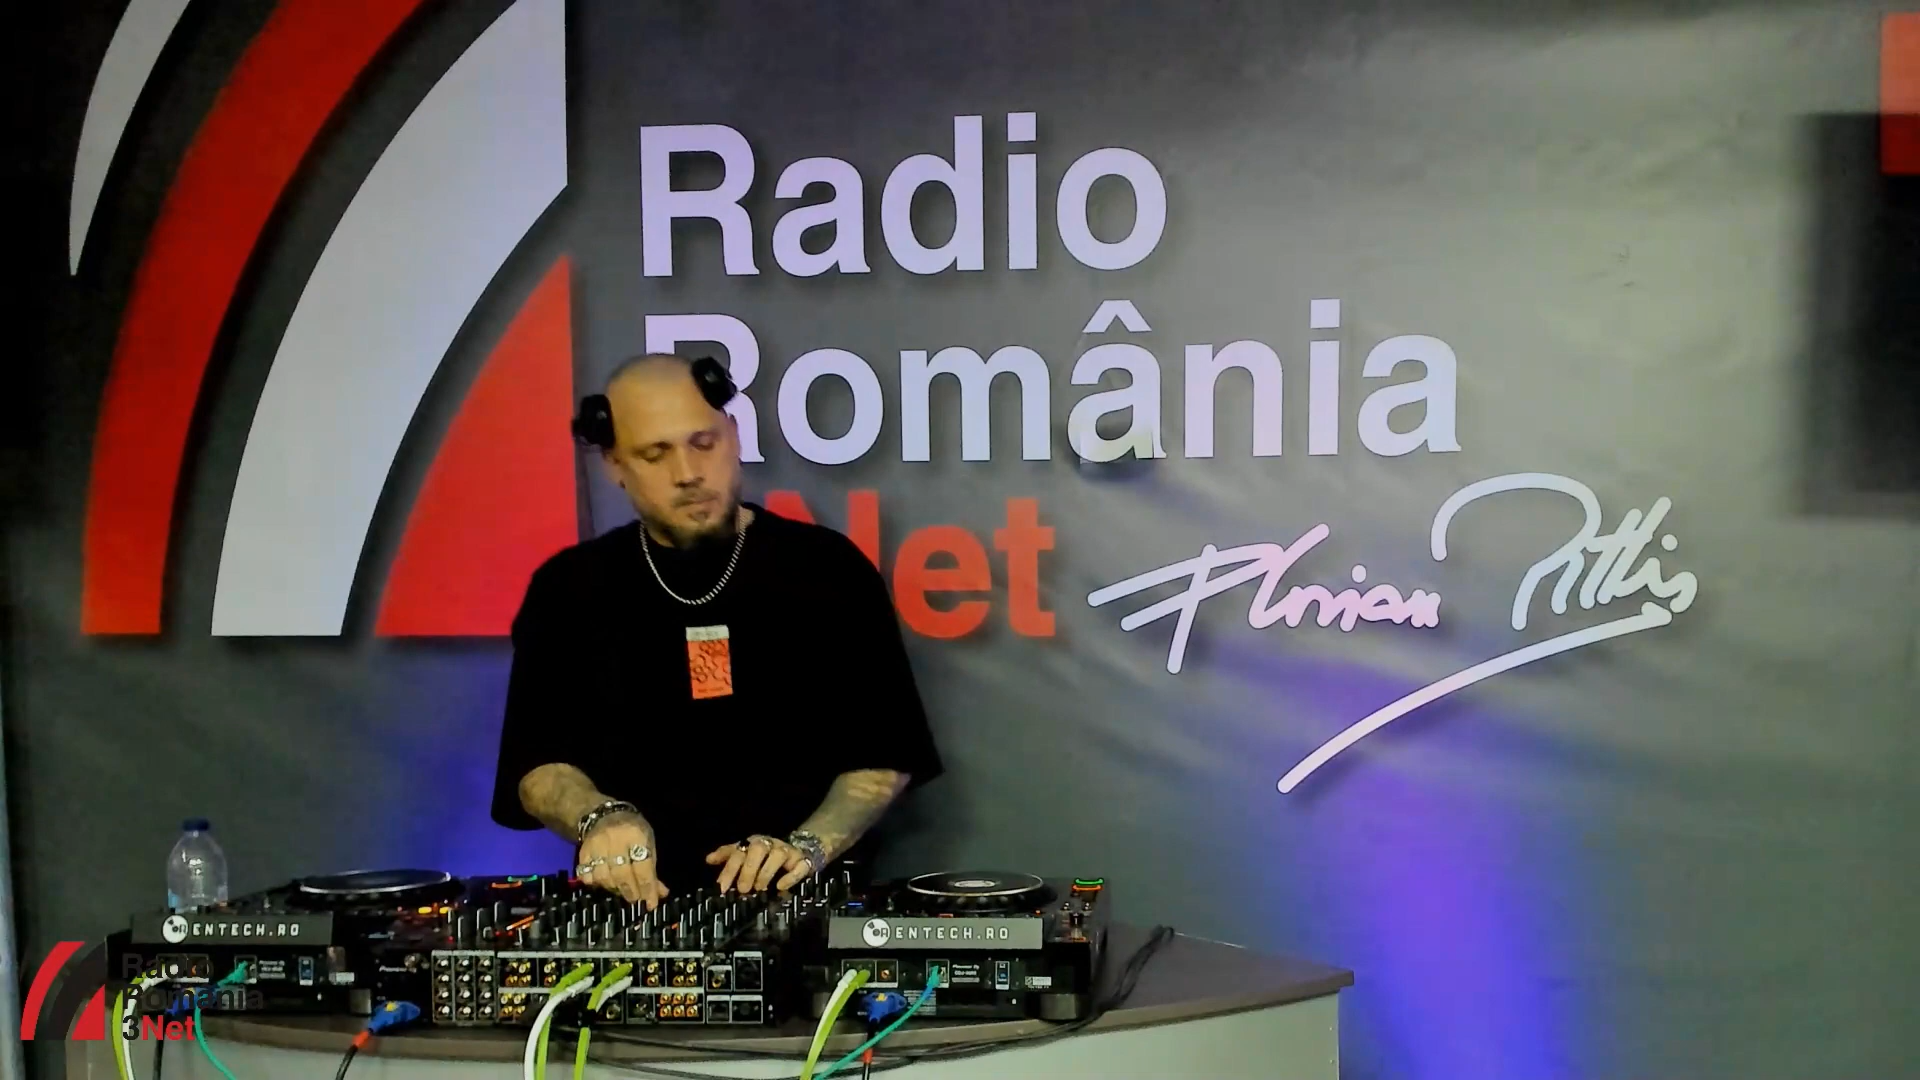 Radio
România
Net Florian Pittiș
ENTECH.RO
ENTECH.RO
Radio
România
3Net